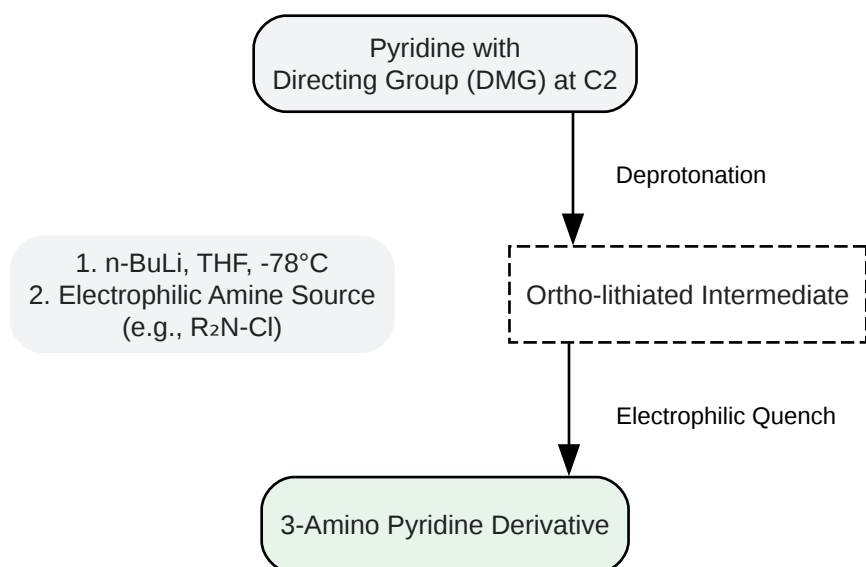 Pyridine with
Directing Group (DMG) at C2
Deprotonation
1. n-BuLi, THF, -78°C
2. Electrophilic Amine Source
(e.g., R₂N-Cl)
Ortho-lithiated Intermediate
Electrophilic Quench
3-Amino Pyridine Derivative